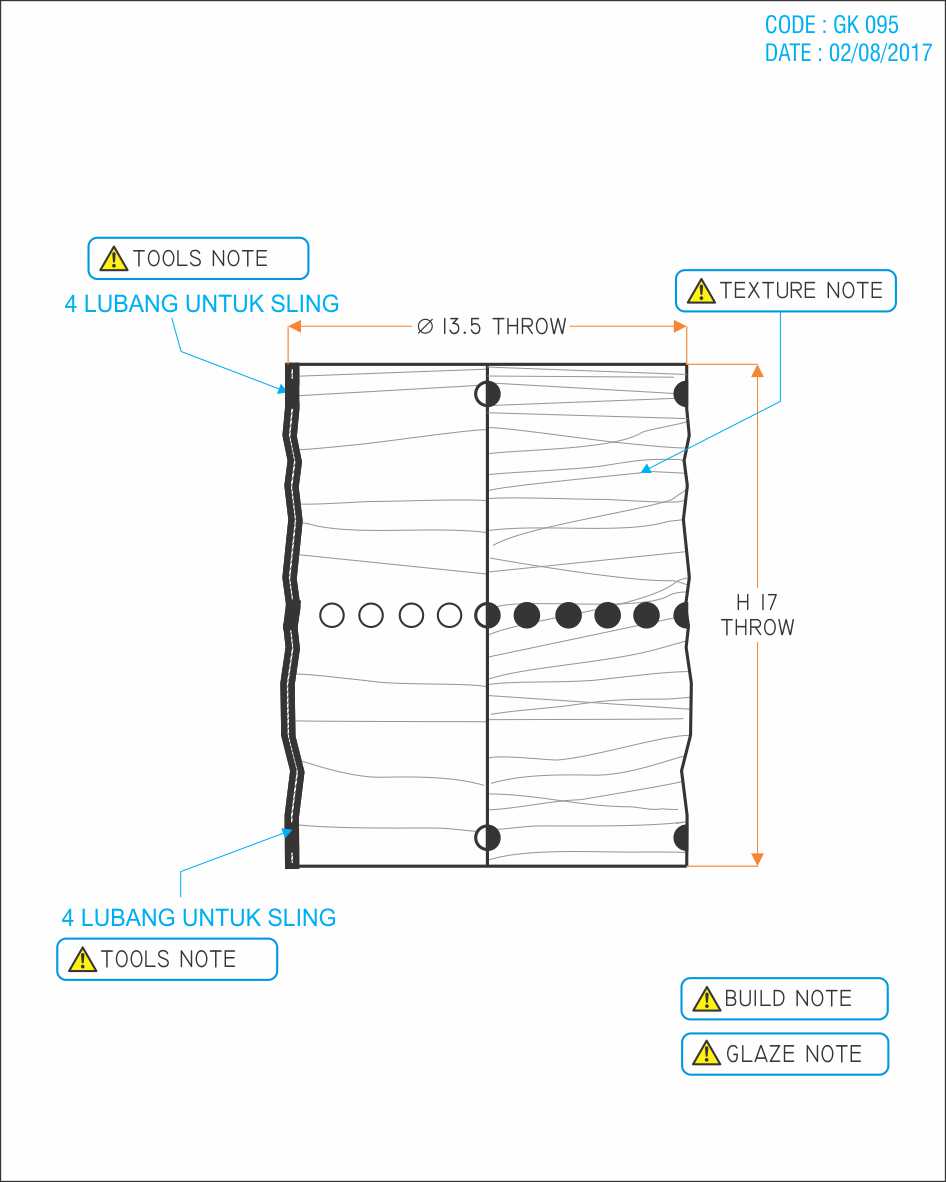 CODE : GK 095
DATE : 02/08/2017
TOOLS NOTE
4 LUBANG UNTUK SLING
TEXTURE NOTE
Ø 13.5 THROW
H 17
THROW
4 LUBANG UNTUK SLING
TOOLS NOTE
BUILD NOTE
GLAZE NOTE